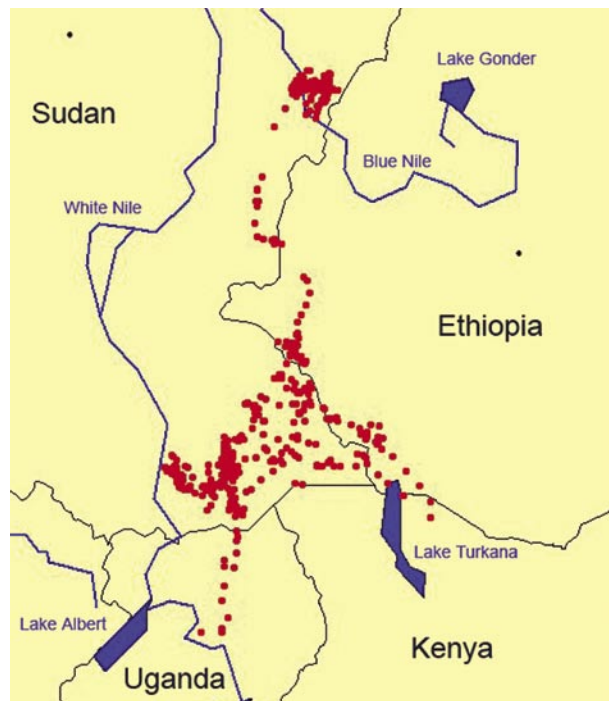 Lake Gonder
Sudan
Blue Nile
White Nile
Ethiopia
Lake Turkana
Lake Albert
Kenya
Uganda